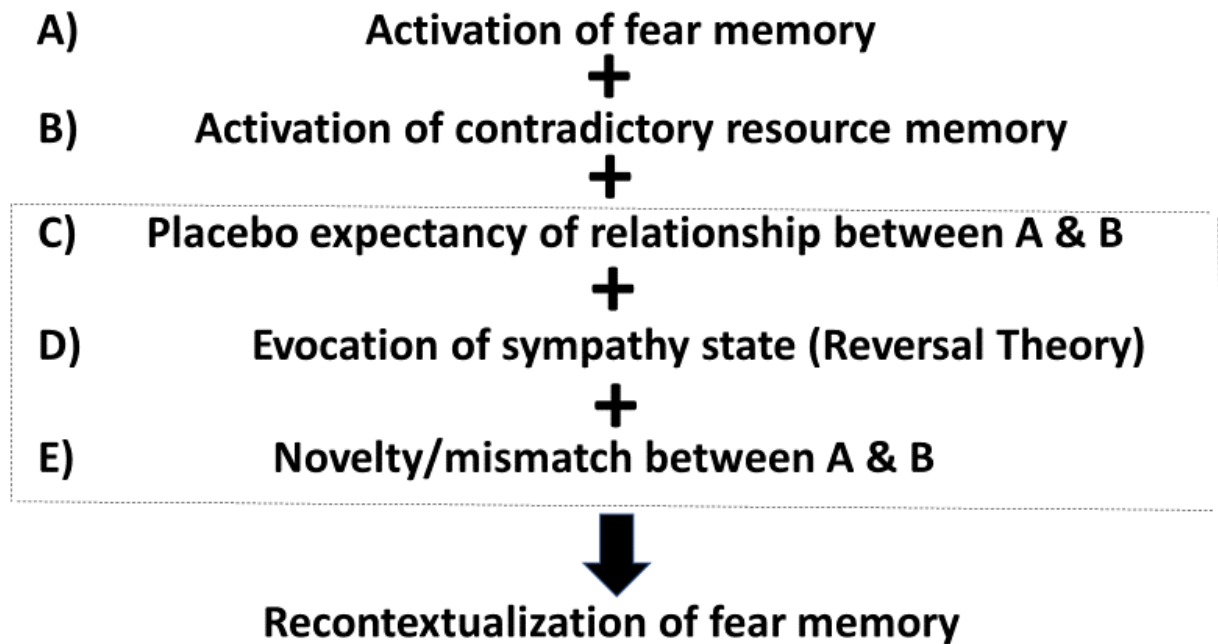 A) Activation of fear memory
+
B) Activation of contradictory resource memory
+
C) Placebo expectancy of relationship between A & B
+
D) Evocation of sympathy state (Reversal Theory)
+
E) Novelty/mismatch between A & B
Recontextualization of fear memory